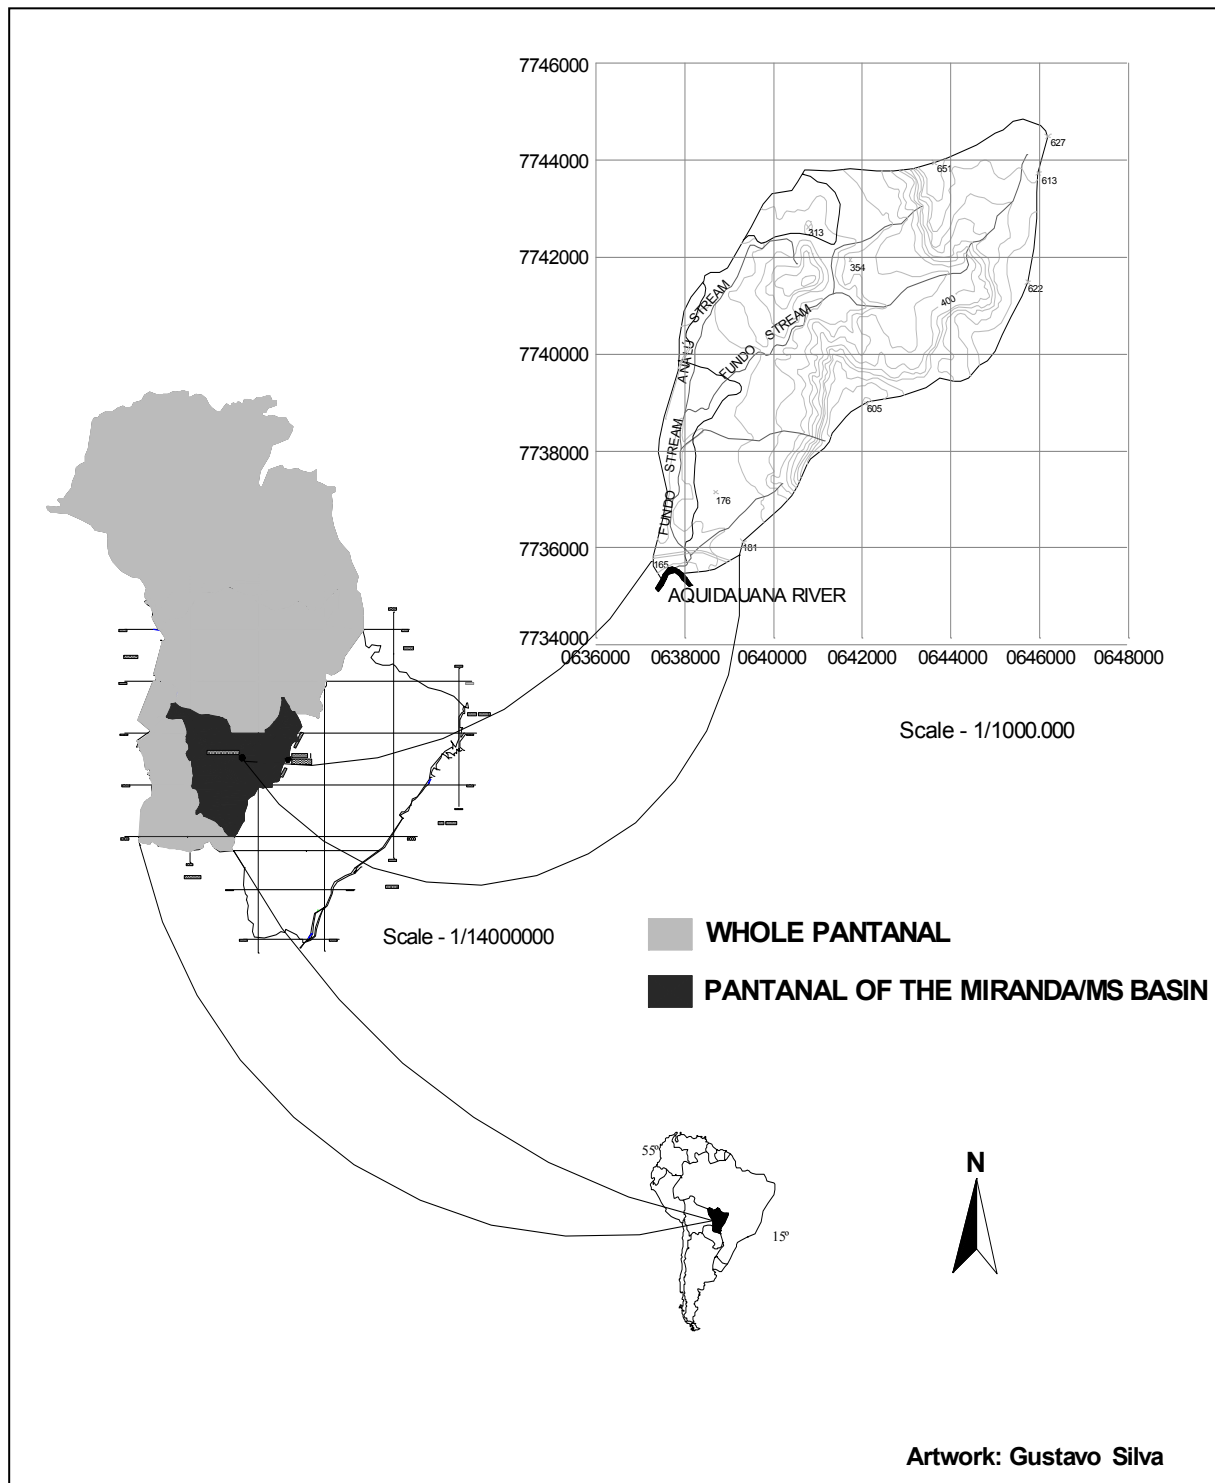 7746000
7744000
7742000
7740000
7738000
7736000
7734000
0636000 0638000 0640000 0642000 0644000 0646000 0648000
627
651
613
313
354
622
400
605
176
181
165
ANALÚ STREAM
FUNDO STREAM
FUNDO STREAM
AQUIDAUANA RIVER
Scale - 1/1000.000
Scale - 1/14000000
WHOLE PANTANAL
PANTANAL OF THE MIRANDA/MS BASIN
55º
15º
N
Artwork: Gustavo Silva